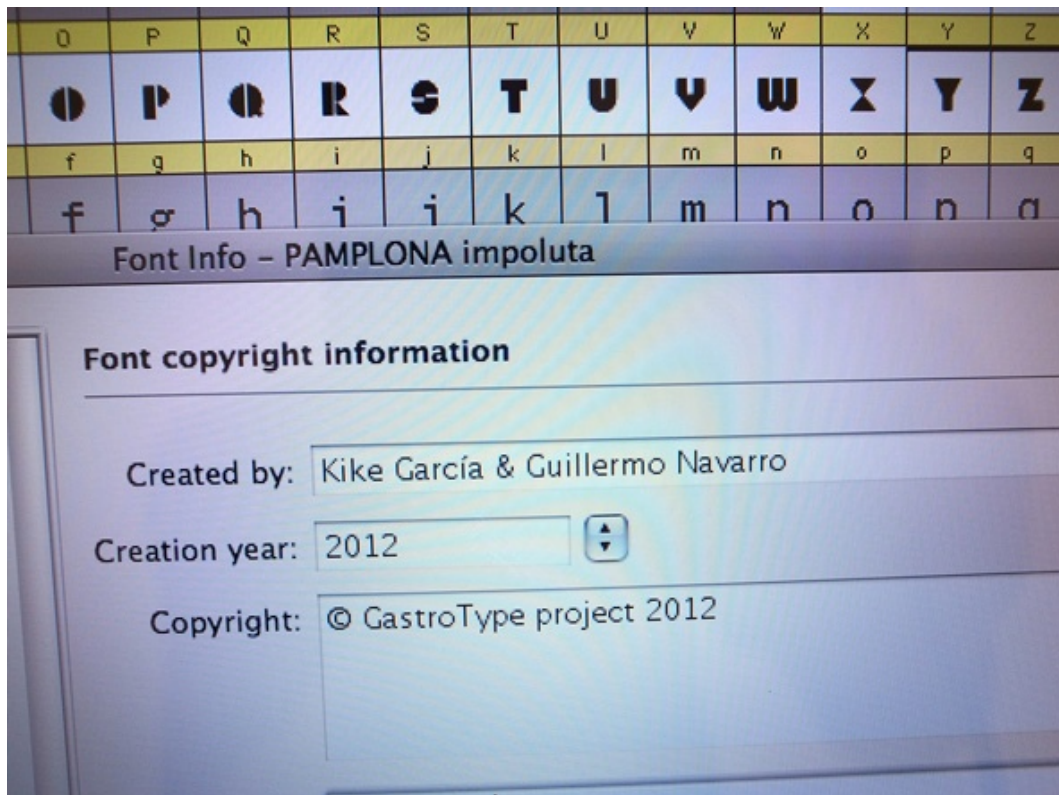 O P Q R S T U V W X Y Z
O P Q R S T U V W X Y Z
f g h i j k l m n o p q
f g h i j k l m n o p q
Font Info – PAMPLONA impoluta
Font copyright information
Created by: Kike García & Guillermo Navarro
Creation year: 2012
Copyright: © GastroType project 2012